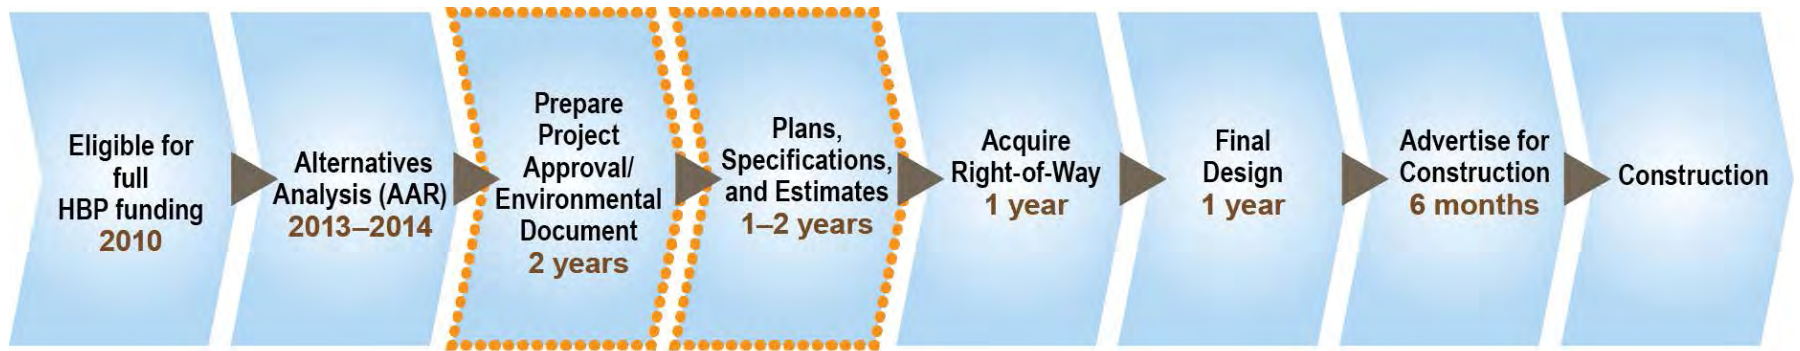 Eligible for
full
HBP funding
2010
Alternatives
Analysis (AAR)
2013–2014
Prepare
Project
Approval/
Environmental
Document
2 years
Plans,
Specifications,
and Estimates
1–2 years
Acquire
Right-of-Way
1 year
Final
Design
1 year
Advertise for
Construction
6 months
Construction